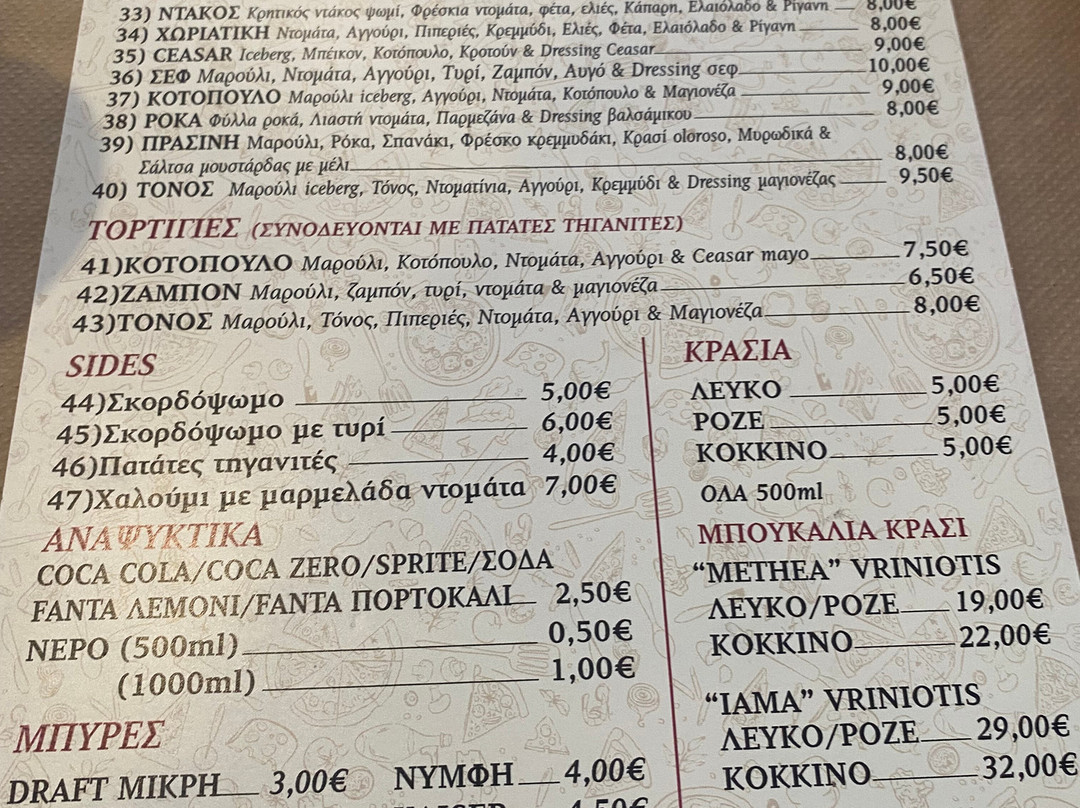 33) ΝΤΑΚΟΣ Κρητικός ντάκος ψωμί, Φρέσκια ντομάτα, φέτα, ελιές, Κάπαρη, Ελαιόλαδο & Ρίγανη 8,00€
34) ΧΩΡΙΑΤΙΚΗ Ντομάτα, Αγγούρι, Πιπεριές, Κρεμμύδι, Ελιές, Φέτα, Ελαιόλαδο & Ρίγανη 8,00€
35) CEASAR Iceberg, Μπέικον, Κοτόπουλο, Κροτούν & Dressing Ceasar 9,00€
36) ΣΕΦ Μαρούλι, Ντομάτα, Αγγούρι, Τυρί, Ζαμπόν, Αυγό & Dressing σεφ 10,00€
37) ΚΟΤΟΠΟΥΛΟ Μαρούλι iceberg, Αγγούρι, Ντομάτα, Κοτόπουλο & Μαγιονέζα 9,00€
38) ΡΟΚΑ Φύλλα ροκά, Λιαστή ντομάτα, Παρμεζάνα & Dressing βαλσάμικου 8,00€
39) ΠΡΑΣΙΝΗ Μαρούλι, Ρόκα, Σπανάκι, Φρέσκο κρεμμυδάκι, Κρασί oloroso, Μυρωδικά &
Σάλτσα μουστάρδας με μέλι 8,00€
40) ΤΟΝΟΣ Μαρούλι iceberg, Τόνος, Ντοματίνια, Αγγούρι, Κρεμμύδι & Dressing μαγιονέζας 9,50€
ΤΟΡΤΙΓΙΕΣ (ΣΥΝΟΔΕΥΟΝΤΑΙ ΜΕ ΠΑΤΑΤΕΣ ΤΗΓΑΝΙΤΕΣ)
41)ΚΟΤΟΠΟΥΛΟ Μαρούλι, Κοτόπουλο, Ντομάτα, Αγγούρι & Ceasar mayo 7,50€
42)ΖΑΜΠΟΝ Μαρούλι, ζαμπόν, τυρί, ντομάτα & μαγιονέζα 6,50€
43)ΤΟΝΟΣ Μαρούλι, Τόνος, Πιπεριές, Ντομάτα, Αγγούρι & Μαγιονέζα 8,00€
SIDES
44)Σκορδόψωμο 5,00€
45)Σκορδόψωμο με τυρί 6,00€
46)Πατάτες τηγανιτές 4,00€
47)Χαλούμι με μαρμελάδα ντομάτα 7,00€
ΑΝΑΨΥΚΤΙΚΑ
COCA COLA/COCA ZERO/SPRITE/ΣΟΔΑ
FANTA ΛΕΜΟΝΙ/FANTA ΠΟΡΤΟΚΑΛΙ 2,50€
ΝΕΡΟ (500ml) 0,50€
(1000ml) 1,00€
ΜΠΥΡΕΣ
DRAFT ΜΙΚΡΗ 3,00€ ΝΥΜΦΗ 4,00€
4,50€
ΚΡΑΣΙΑ
ΛΕΥΚΟ 5,00€
ΡΟΖΕ 5,00€
ΚΟΚΚΙΝΟ 5,00€
ΟΛΑ 500ml
ΜΠΟΥΚΑΛΙΑ ΚΡΑΣΙ
“METHEA” VRINIOTIS
ΛΕΥΚΟ/ΡΟΖΕ 19,00€
ΚΟΚΚΙΝΟ 22,00€
“IAMA” VRINIOTIS
ΛΕΥΚΟ/ΡΟΖΕ 29,00€
ΚΟΚΚΙΝΟ 32,00€